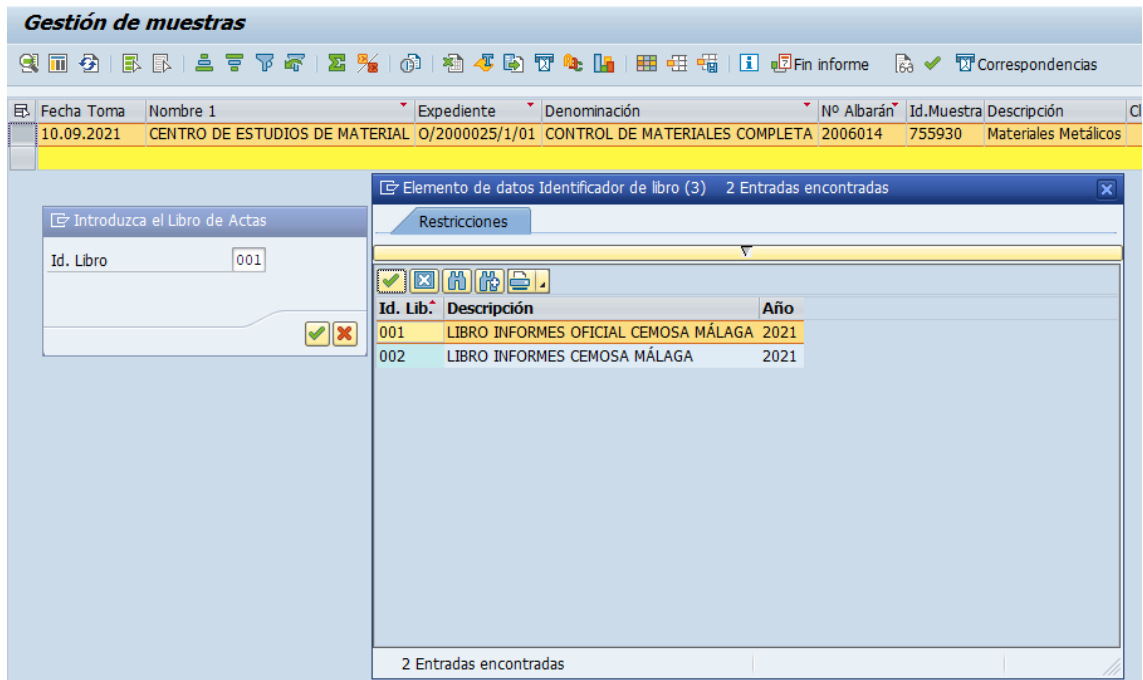 Gestión de muestras
Fin informe Correspondencias
Fecha Toma Nombre 1 Expediente Denominación Nº Albarán Id.Muestra Descripción Cl
10.09.2021 CENTRO DE ESTUDIOS DE MATERIAL O/2000025/1/01 CONTROL DE MATERIALES COMPLETA 2006014 755930 Materiales Metálicos
Elemento de datos Identificador de libro (3) 2 Entradas encontradas
Restricciones
Introduzca el Libro de Actas
Id. Libro 001
Id. Lib. Descripción Año
001 LIBRO INFORMES OFICIAL CEMOSA MÁLAGA 2021
002 LIBRO INFORMES CEMOSA MÁLAGA 2021
2 Entradas encontradas